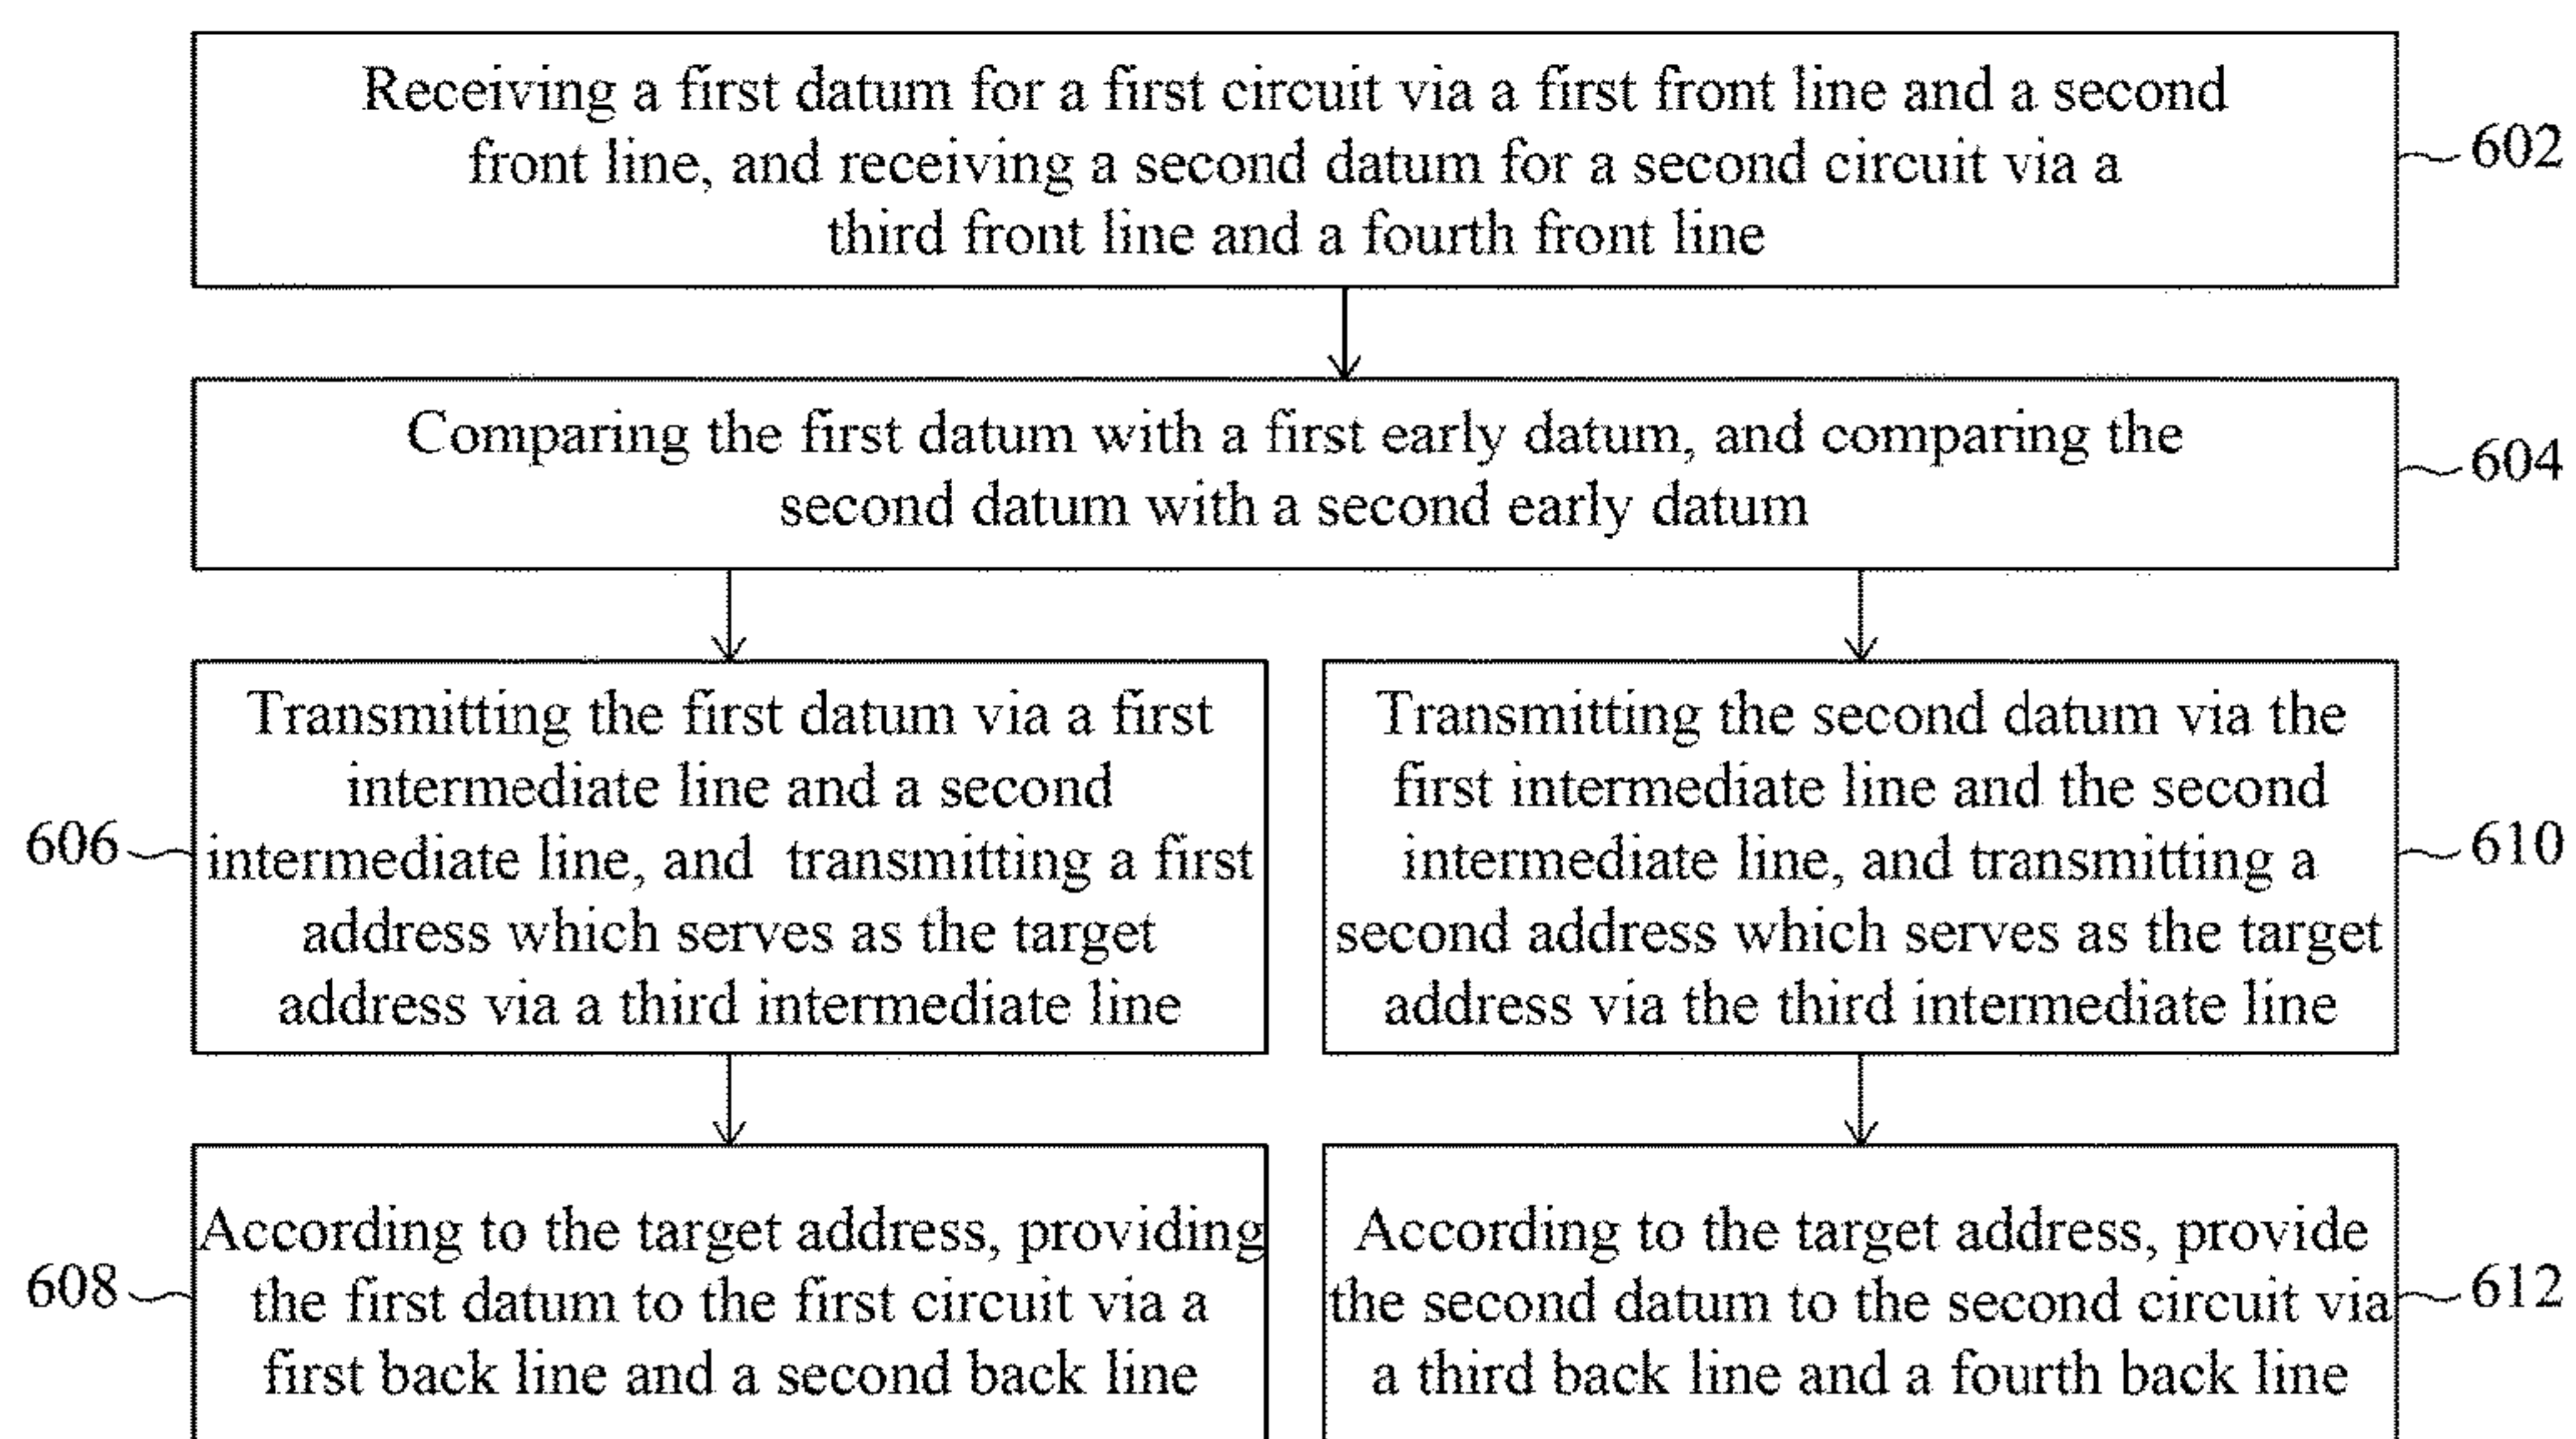 Receiving a first datum for a first circuit via a first front line and a second
front line, and receiving a second datum for a second circuit via a
third front line and a fourth front line
602
Comparing the first datum with a first early datum, and comparing the
second datum with a second early datum
604
606
Transmitting the first datum via a first
intermediate line and a second
intermediate line, and transmitting a first
address which serves as the target
address via a third intermediate line
Transmitting the second datum via the
first intermediate line and the second
intermediate line, and transmitting a
second address which serves as the target
address via the third intermediate line
610
608
According to the target address, providing
the first datum to the first circuit via a
first back line and a second back line
According to the target address, provide
the second datum to the second circuit via
a third back line and a fourth back line
612